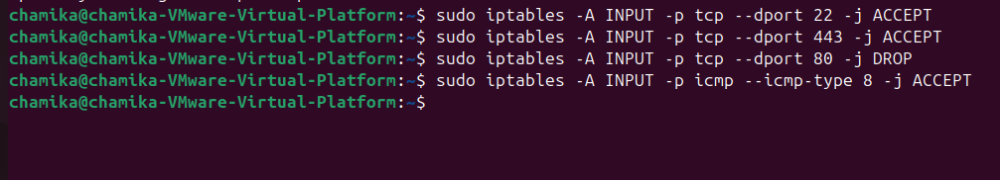 chamika@chamika-VMware-Virtual-Platform:~$ sudo iptables -A INPUT -p tcp --dport 22 -j ACCEPT
chamika@chamika-VMware-Virtual-Platform:~$ sudo iptables -A INPUT -p tcp --dport 443 -j ACCEPT
chamika@chamika-VMware-Virtual-Platform:~$ sudo iptables -A INPUT -p tcp --dport 80 -j DROP
chamika@chamika-VMware-Virtual-Platform:~$ sudo iptables -A INPUT -p icmp --icmp-type 8 -j ACCEPT
chamika@chamika-VMware-Virtual-Platform:~$